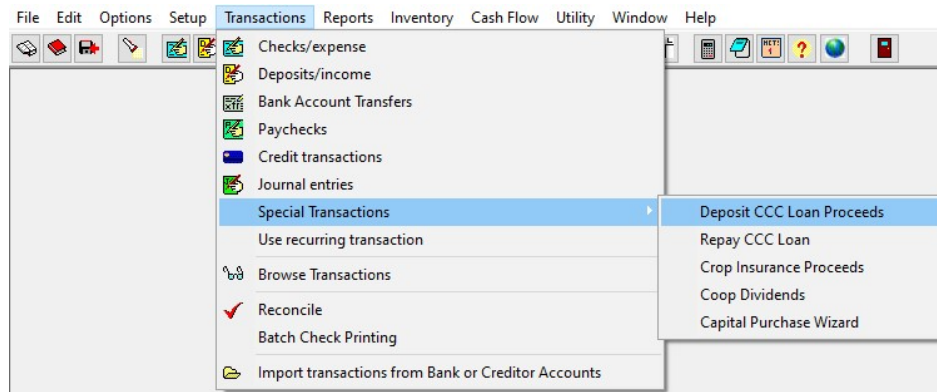 File Edit Options Setup Transactions Reports Inventory Cash Flow Utility Window Help
Checks/expense
Deposits/income
Bank Account Transfers
Paychecks
Credit transactions
Journal entries
Special Transactions
Deposit CCC Loan Proceeds
Use recurring transaction
Repay CCC Loan
Browse Transactions
Crop Insurance Proceeds
Coop Dividends
Reconcile
Capital Purchase Wizard
Batch Check Printing
Import transactions from Bank or Creditor Accounts